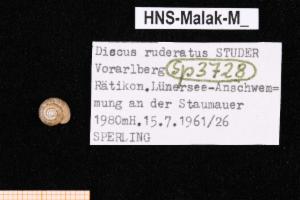 HNS-Malak-M_
Discus ruderatus STUDER
Vorarlberg Sp3728
Rätikon.Lünersee-Anschwem=
mung an der Staumauer
1980mH.15.7.1961/26
SPERLING